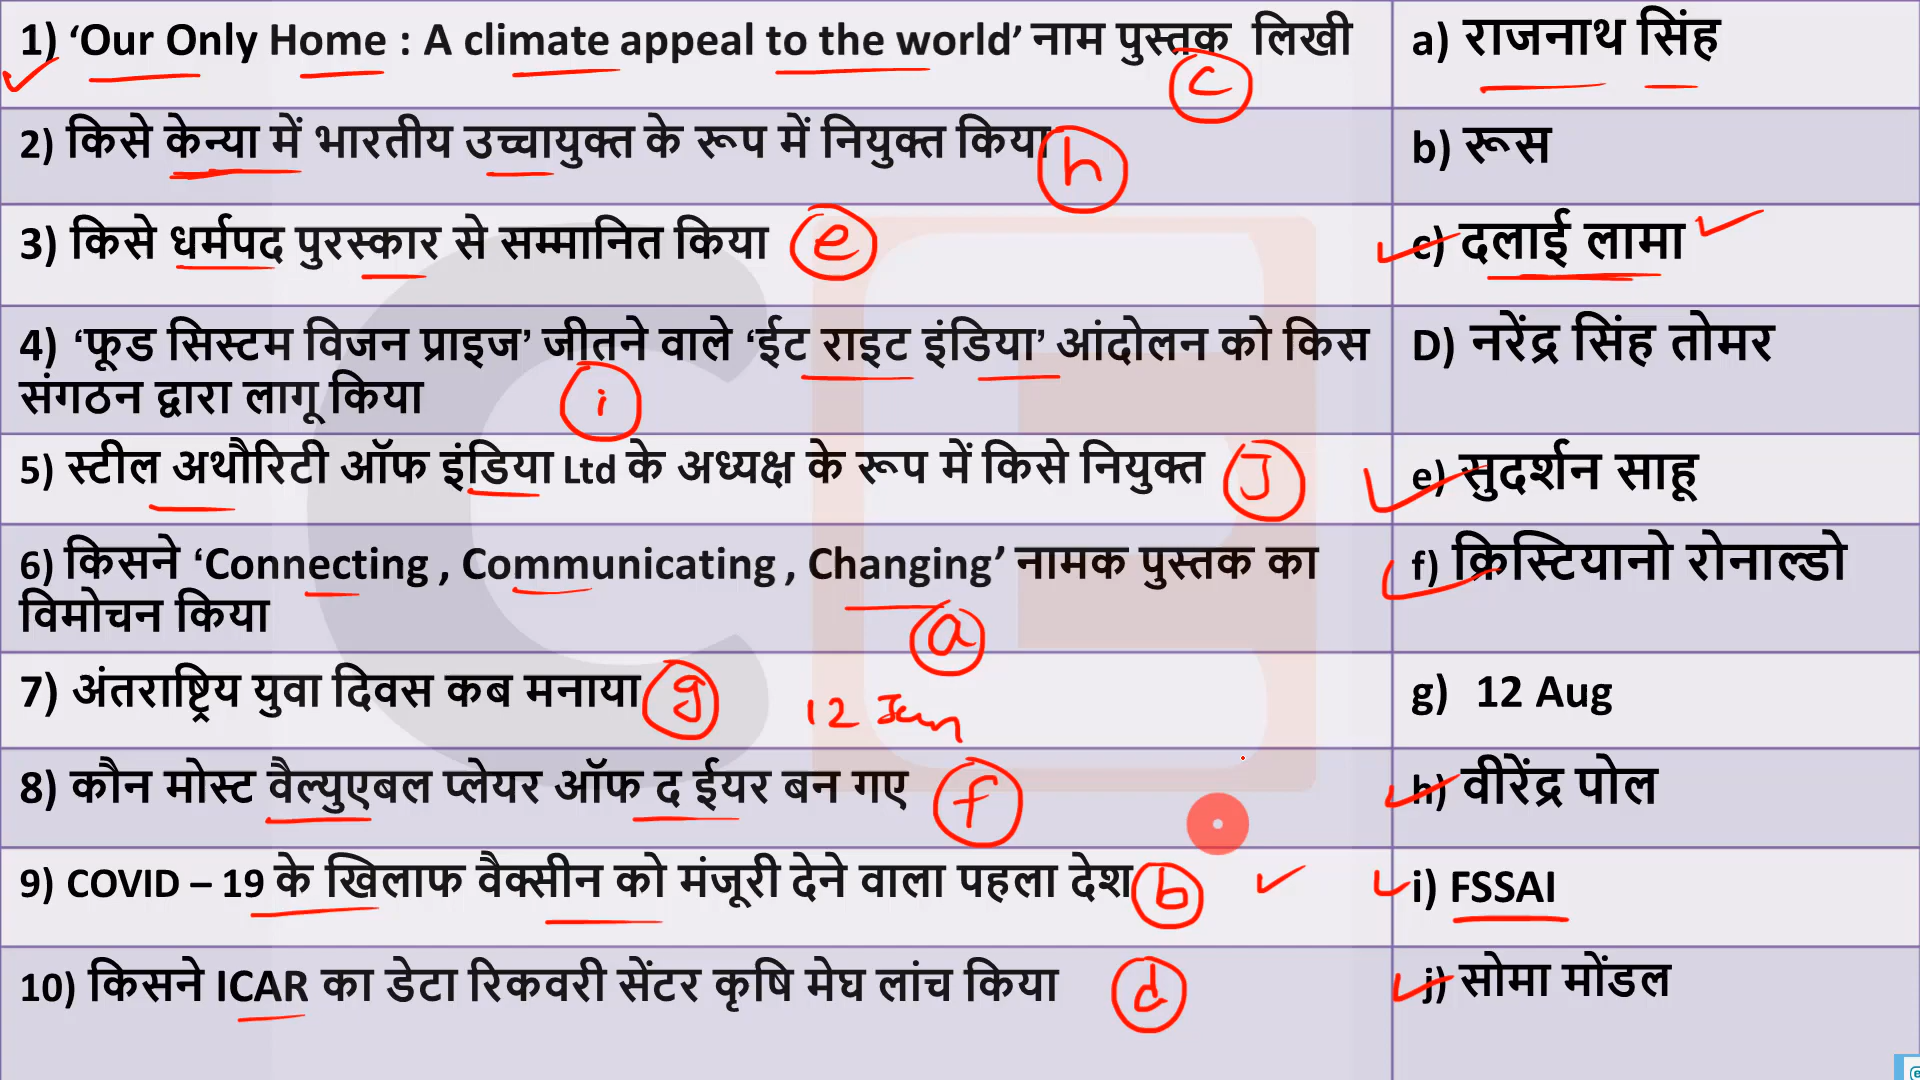 1) ‘Our Only Home : A climate appeal to the world’ नाम पुस्तक लिखी
c
a) राजनाथ सिंह
2) किसे केन्या में भारतीय उच्चायुक्त के रूप में नियुक्त किया
h
b) रूस
3) किसे धर्मपद पुरस्कार से सम्मानित किया
e
c) दलाई लामा
4) ‘फूड सिस्टम विजन प्राइज’ जीतने वाले ‘ईट राइट इंडिया’ आंदोलन को किस
संगठन द्वारा लागू किया
i
D) नरेंद्र सिंह तोमर
5) स्टील अथौरिटी ऑफ इंडिया Ltd के अध्यक्ष के रूप में किसे नियुक्त
J
e) सुदर्शन साहू
6) किसने ‘Connecting , Communicating , Changing’ नामक पुस्तक का
विमोचन किया
a
f) क्रिस्टियानो रोनाल्डो
7) अंतराष्ट्रिय युवा दिवस कब मनाया
g
12 Jan
g) 12 Aug
8) कौन मोस्ट वैल्युएबल प्लेयर ऑफ द ईयर बन गए
f
h) वीरेंद्र पोल
9) COVID – 19 के खिलाफ वैक्सीन को मंजूरी देने वाला पहला देश
b
i) FSSAI
10) किसने ICAR का डेटा रिकवरी सेंटर कृषि मेघ लांच किया
d
j) सोमा मोंडल